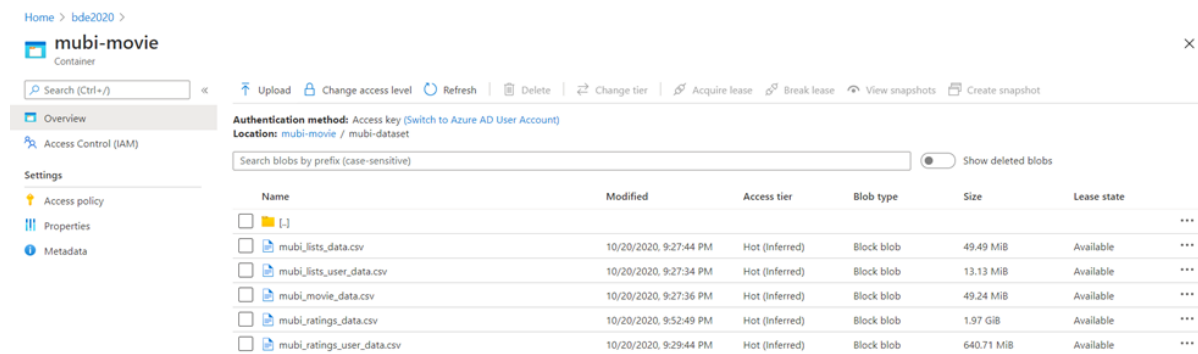 Home > bde2020 >
mubi-movie
Container
Search (Ctrl+/)
«
Upload Change access level Refresh Delete Change tier Acquire lease Break lease View snapshots Create snapshot
Overview
Access Control (IAM)
Settings
Access policy
Properties
Metadata
Authentication method: Access key (Switch to Azure AD User Account)
Location: mubi-movie / mubi-dataset
Search blobs by prefix (case-sensitive)
Show deleted blobs
Name Modified Access tier Blob type Size Lease state
[..]
mubi_lists_data.csv 10/20/2020, 9:27:44 PM Hot (Inferred) Block blob 49.49 MiB Available
mubi_lists_user_data.csv 10/20/2020, 9:27:34 PM Hot (Inferred) Block blob 13.13 MiB Available
mubi_movie_data.csv 10/20/2020, 9:27:36 PM Hot (Inferred) Block blob 49.24 MiB Available
mubi_ratings_data.csv 10/20/2020, 9:52:49 PM Hot (Inferred) Block blob 1.97 GiB Available
mubi_ratings_user_data.csv 10/20/2020, 9:29:44 PM Hot (Inferred) Block blob 640.71 MiB Available